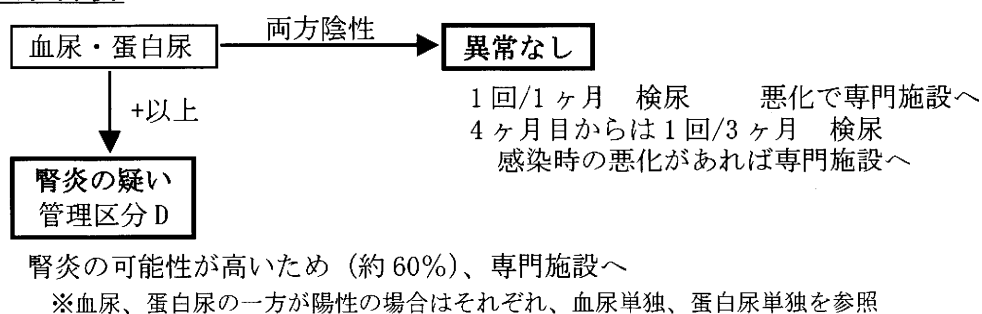 血尿・蛋白尿
両方陰性
異常なし
1回/1ヶ月 検尿 悪化で専門施設へ
4ヶ月目からは1回/3ヶ月 検尿
感染時の悪化があれば専門施設へ
+以上
腎炎の疑い
管理区分D
腎炎の可能性が高いため（約60％）、専門施設へ
※血尿、蛋白尿の一方が陽性の場合はそれぞれ、血尿単独、蛋白尿単独を参照